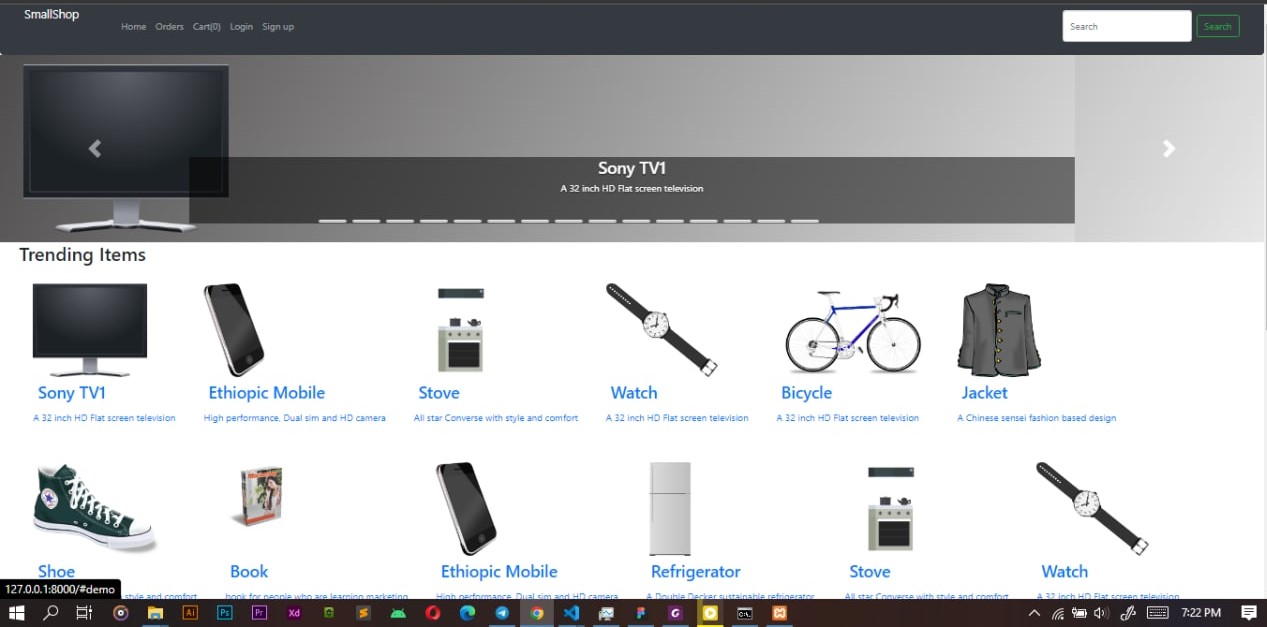 SmallShop
Home Orders Cart(0) Login Sign up
Search
Search
Sony TV1
A 32 inch HD Flat screen television
Trending Items
Sony TV1
A 32 inch HD Flat screen television
Ethiopic Mobile
High performance, Dual sim and HD camera
Stove
All star Converse with style and comfort
Watch
A 32 inch HD Flat screen television
Bicycle
A 32 inch HD Flat screen television
Jacket
A Chinese sensei fashion based design
Shoe
style and comfort
Book
book for people who are learning marketing
Ethiopic Mobile
High performance, Dual sim and HD camera
Refrigerator
A Double Decker sustainable refrigerator
Stove
All star Converse with style and comfort
Watch
A 32 inch HD Flat screen television
127.0.0.1:8000/#demo
Ai Ps Pr Xd
7:22 PM